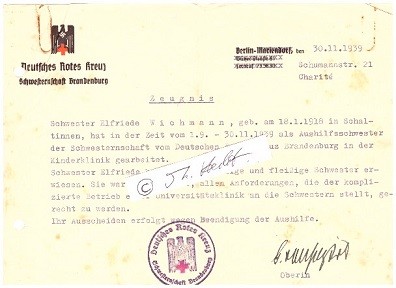 Deutsches Rotes Kreuz
Schwesternschaft Brandenburg
Berlin-Mariendorf, den 30.11.1939
Schumannstr. 21
Charité
Zeugnis
Schwester Elfriede Wichmann, geb. am 18.1.1918 in Schal-
tinnen, hat in der Zeit vom 1.9. - 30.11.1939 als Aushilfsschwester
der Schwesternschaft vom Deutschen us Brandenburg in der
Kinderklinik gearbeitet.
Schwester Elfriede ige und fleißige Schwester er-
wiesen. Sie war , allen Anforderungen, die der kompli-
zierte Betrieb e Universitätsklinik an die Schwestern stellt, ge-
recht zu werden.
Ihr Ausscheiden erfolgt wegen Beendigung der Aushilfe.
©
Deutsches Rotes Kreuz
Schwesternschaft Brandenburg
Oberin